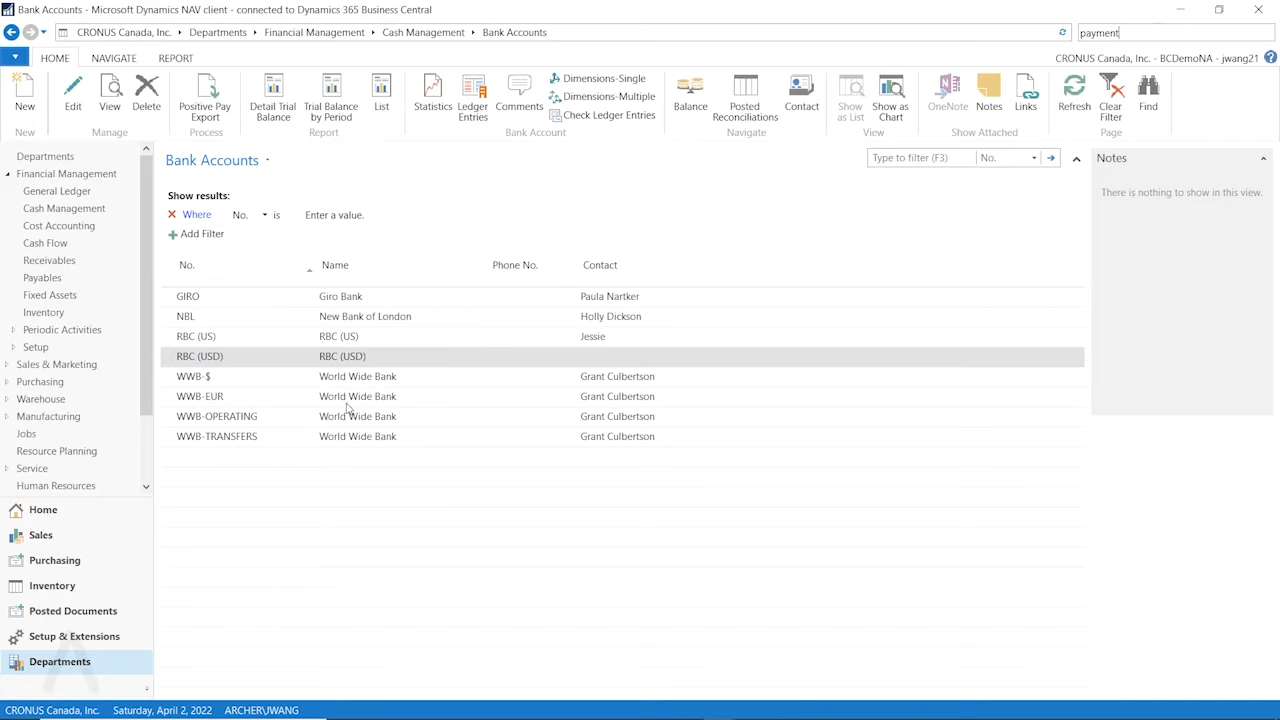 Bank Accounts - Microsoft Dynamics NAV client - connected to Dynamics 365 Business Central
CRONUS Canada, Inc. Departments Financial Management Cash Management Bank Accounts payment
HOME NAVIGATE REPORT CRONUS Canada, Inc. - BCDemoNA - jwang21
New Edit View Delete Positive Pay Export Detail Trial Balance Trial Balance by Period List Statistics Ledger Entries Comments Dimensions-Single Dimensions-Multiple Check Ledger Entries Balance Posted Reconciliations Contact Show as List Show as Chart OneNote Notes Links Refresh Clear Filter Find
New Manage Process Report Bank Account Navigate View Show Attached Page
Departments
Financial Management
General Ledger
Cash Management
Cost Accounting
Cash Flow
Receivables
Payables
Fixed Assets
Inventory
Periodic Activities
Setup
Sales & Marketing
Purchasing
Warehouse
Manufacturing
Jobs
Resource Planning
Service
Human Resources
Home
Sales
Purchasing
Inventory
Posted Documents
Setup & Extensions
Departments
Bank Accounts
Type to filter (F3) No.
Show results:
Where No. is Enter a value.
Add Filter
No. Name Phone No. Contact
GIRO Giro Bank Paula Nartker
NBL New Bank of London Holly Dickson
RBC (US) RBC (US) Jessie
RBC (USD) RBC (USD)
WWB-$ World Wide Bank Grant Culbertson
WWB-EUR World Wide Bank Grant Culbertson
WWB-OPERATING World Wide Bank Grant Culbertson
WWB-TRANSFERS World Wide Bank Grant Culbertson
Notes
There is nothing to show in this view.
CRONUS Canada, Inc. Saturday, April 2, 2022 ARCHER\JWANG